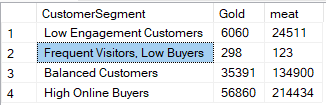 CustomerSegment Gold meat
1 Low Engagement Customers 6060 24511
2 Frequent Visitors, Low Buyers 298 123
3 Balanced Customers 35391 134900
4 High Online Buyers 56860 214434